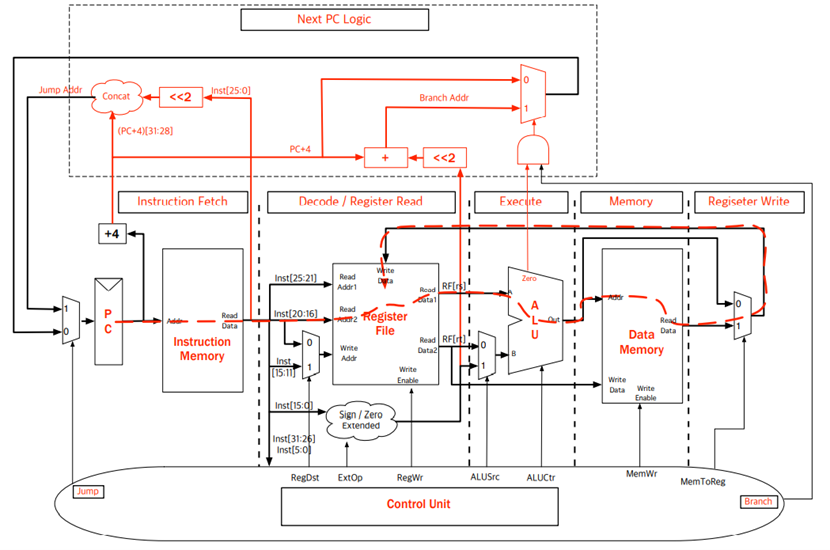 Next PC Logic
Jump Addr
Concat
<<2
Inst[25:0]
0
Branch Addr
1
(PC+4)[31:28]
PC+4
+
<<2
Instruction Fetch
Decode / Register Read
Execute
Memory
Regiseter Write
+4
Write
Data
Zero
Inst[25:21]
Read
Addr1
Read
Data1
RF[rs]
A
Addr
1
0
P
C
Addr
Read
Data
Instruction
Memory
Inst[20:16]
Read
Addr2
Register
File
A
L
U
Out
0
1
Read
Data
Data
Memory
0
1
Write
Addr
Read
Data2
RF[rt]
0
1
B
Inst
[15:11]
Write
Enable
Write
Data
Write
Enable
Inst[15:0]
Sign / Zero
Extended
Inst[31:26]
Inst[5:0]
RegDst
ExtOp
RegWr
ALUSrc
ALUCtr
MemWr
MemToReg
Jump
Control Unit
Branch